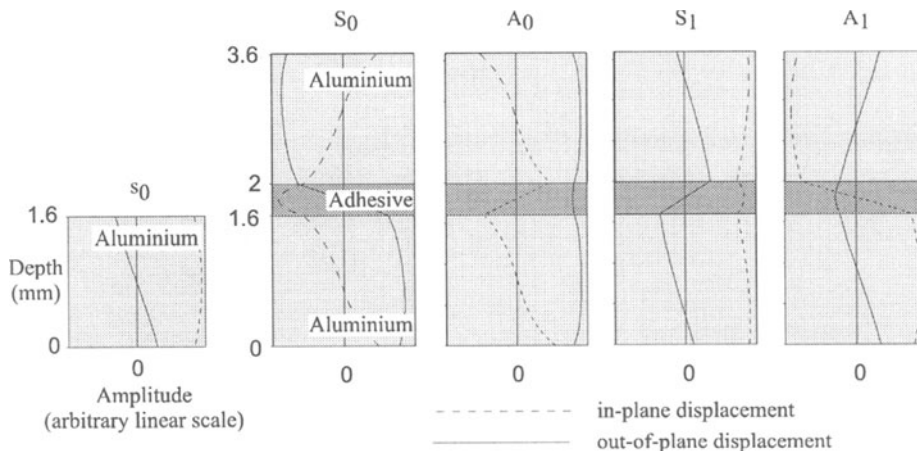 S0 A0 S1 A1
3.6
Aluminium
s0
2
Adhesive
1.6
1.6
Aluminium
Depth
(mm)
Aluminium
0
0
0 0 0 0
0
Amplitude
(arbitrary linear scale)
in-plane displacement
out-of-plane displacement